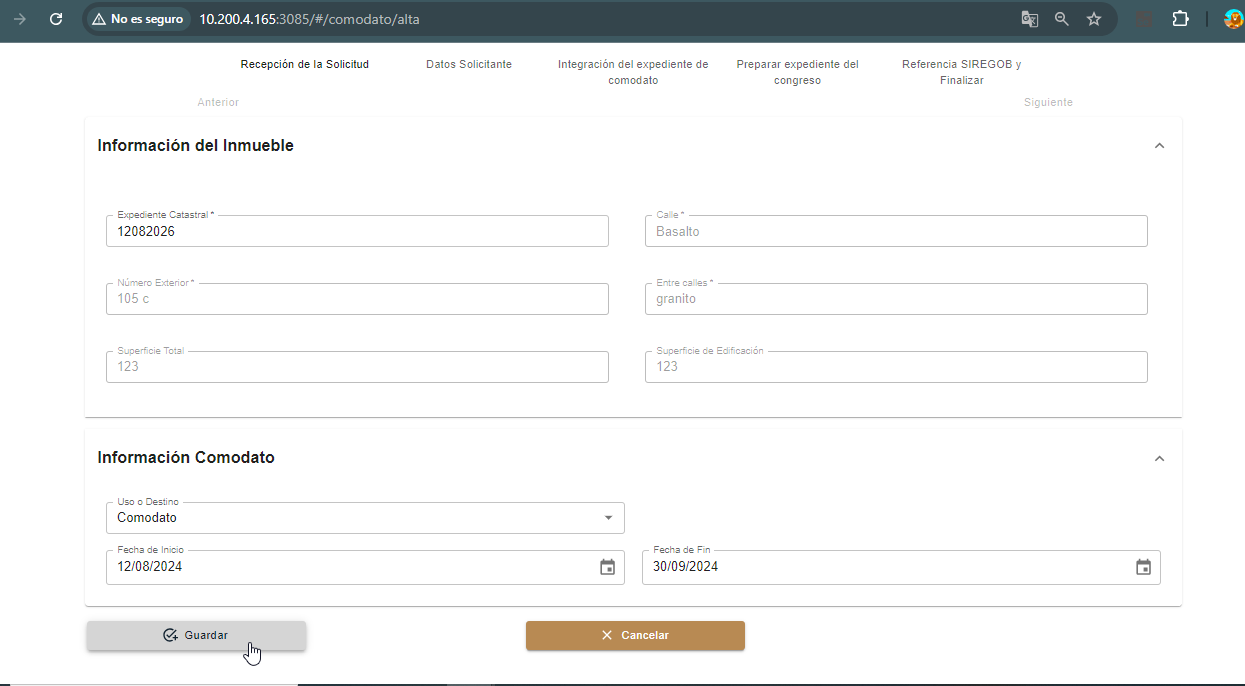 No es seguro
10.200.4.165:3085/#/comodato/alta
Recepción de la Solicitud
Datos Solicitante
Integración del expediente de
comodato
Preparar expediente del
congreso
Referencia SIREGOB y
Finalizar
Anterior
Siguiente
Información del Inmueble
Expediente Catastral *
12082026
Calle *
Basalto
Número Exterior *
105 c
Entre calles *
granito
Superficie Total
123
Superficie de Edificación
123
Información Comodato
Uso o Destino
Comodato
Fecha de Inicio
12/08/2024
Fecha de Fin
30/09/2024
Guardar
Cancelar